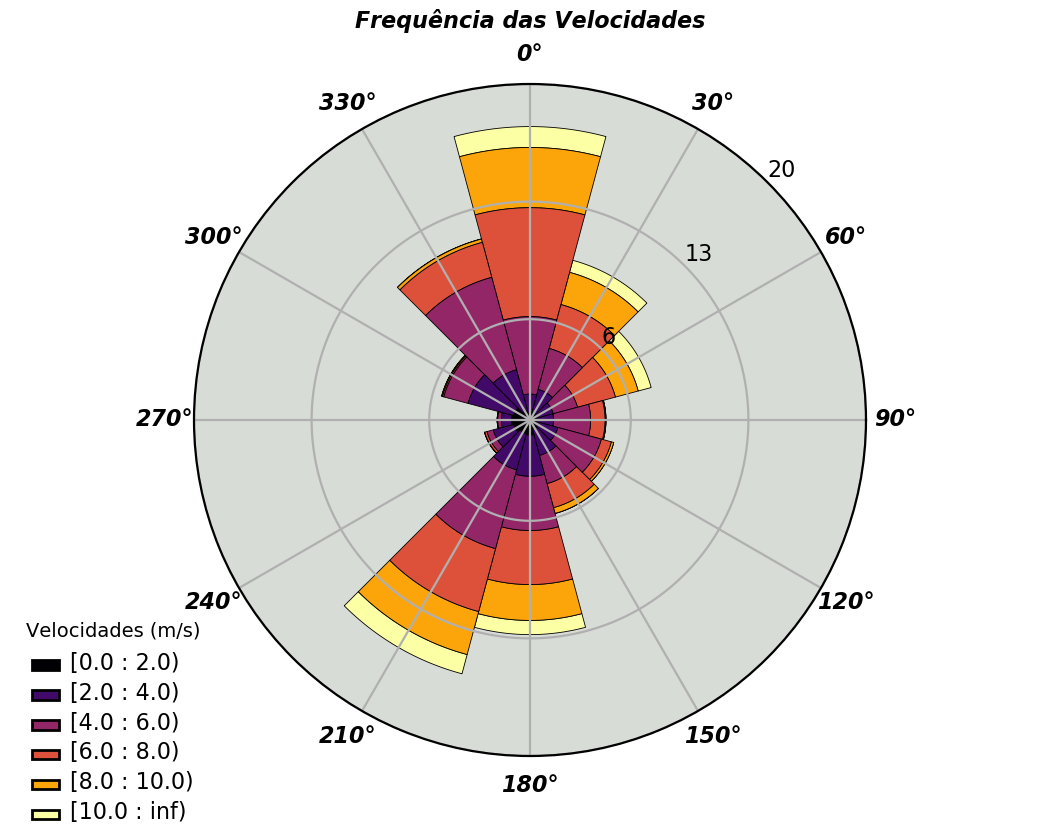 Frequência das Velocidades
0°
330°
30°
20
300°
60°
13
6
270°
90°
240°
120°
210°
150°
180°
Velocidades (m/s)
[0.0 : 2.0)
[2.0 : 4.0)
[4.0 : 6.0)
[6.0 : 8.0)
[8.0 : 10.0)
[10.0 : inf)